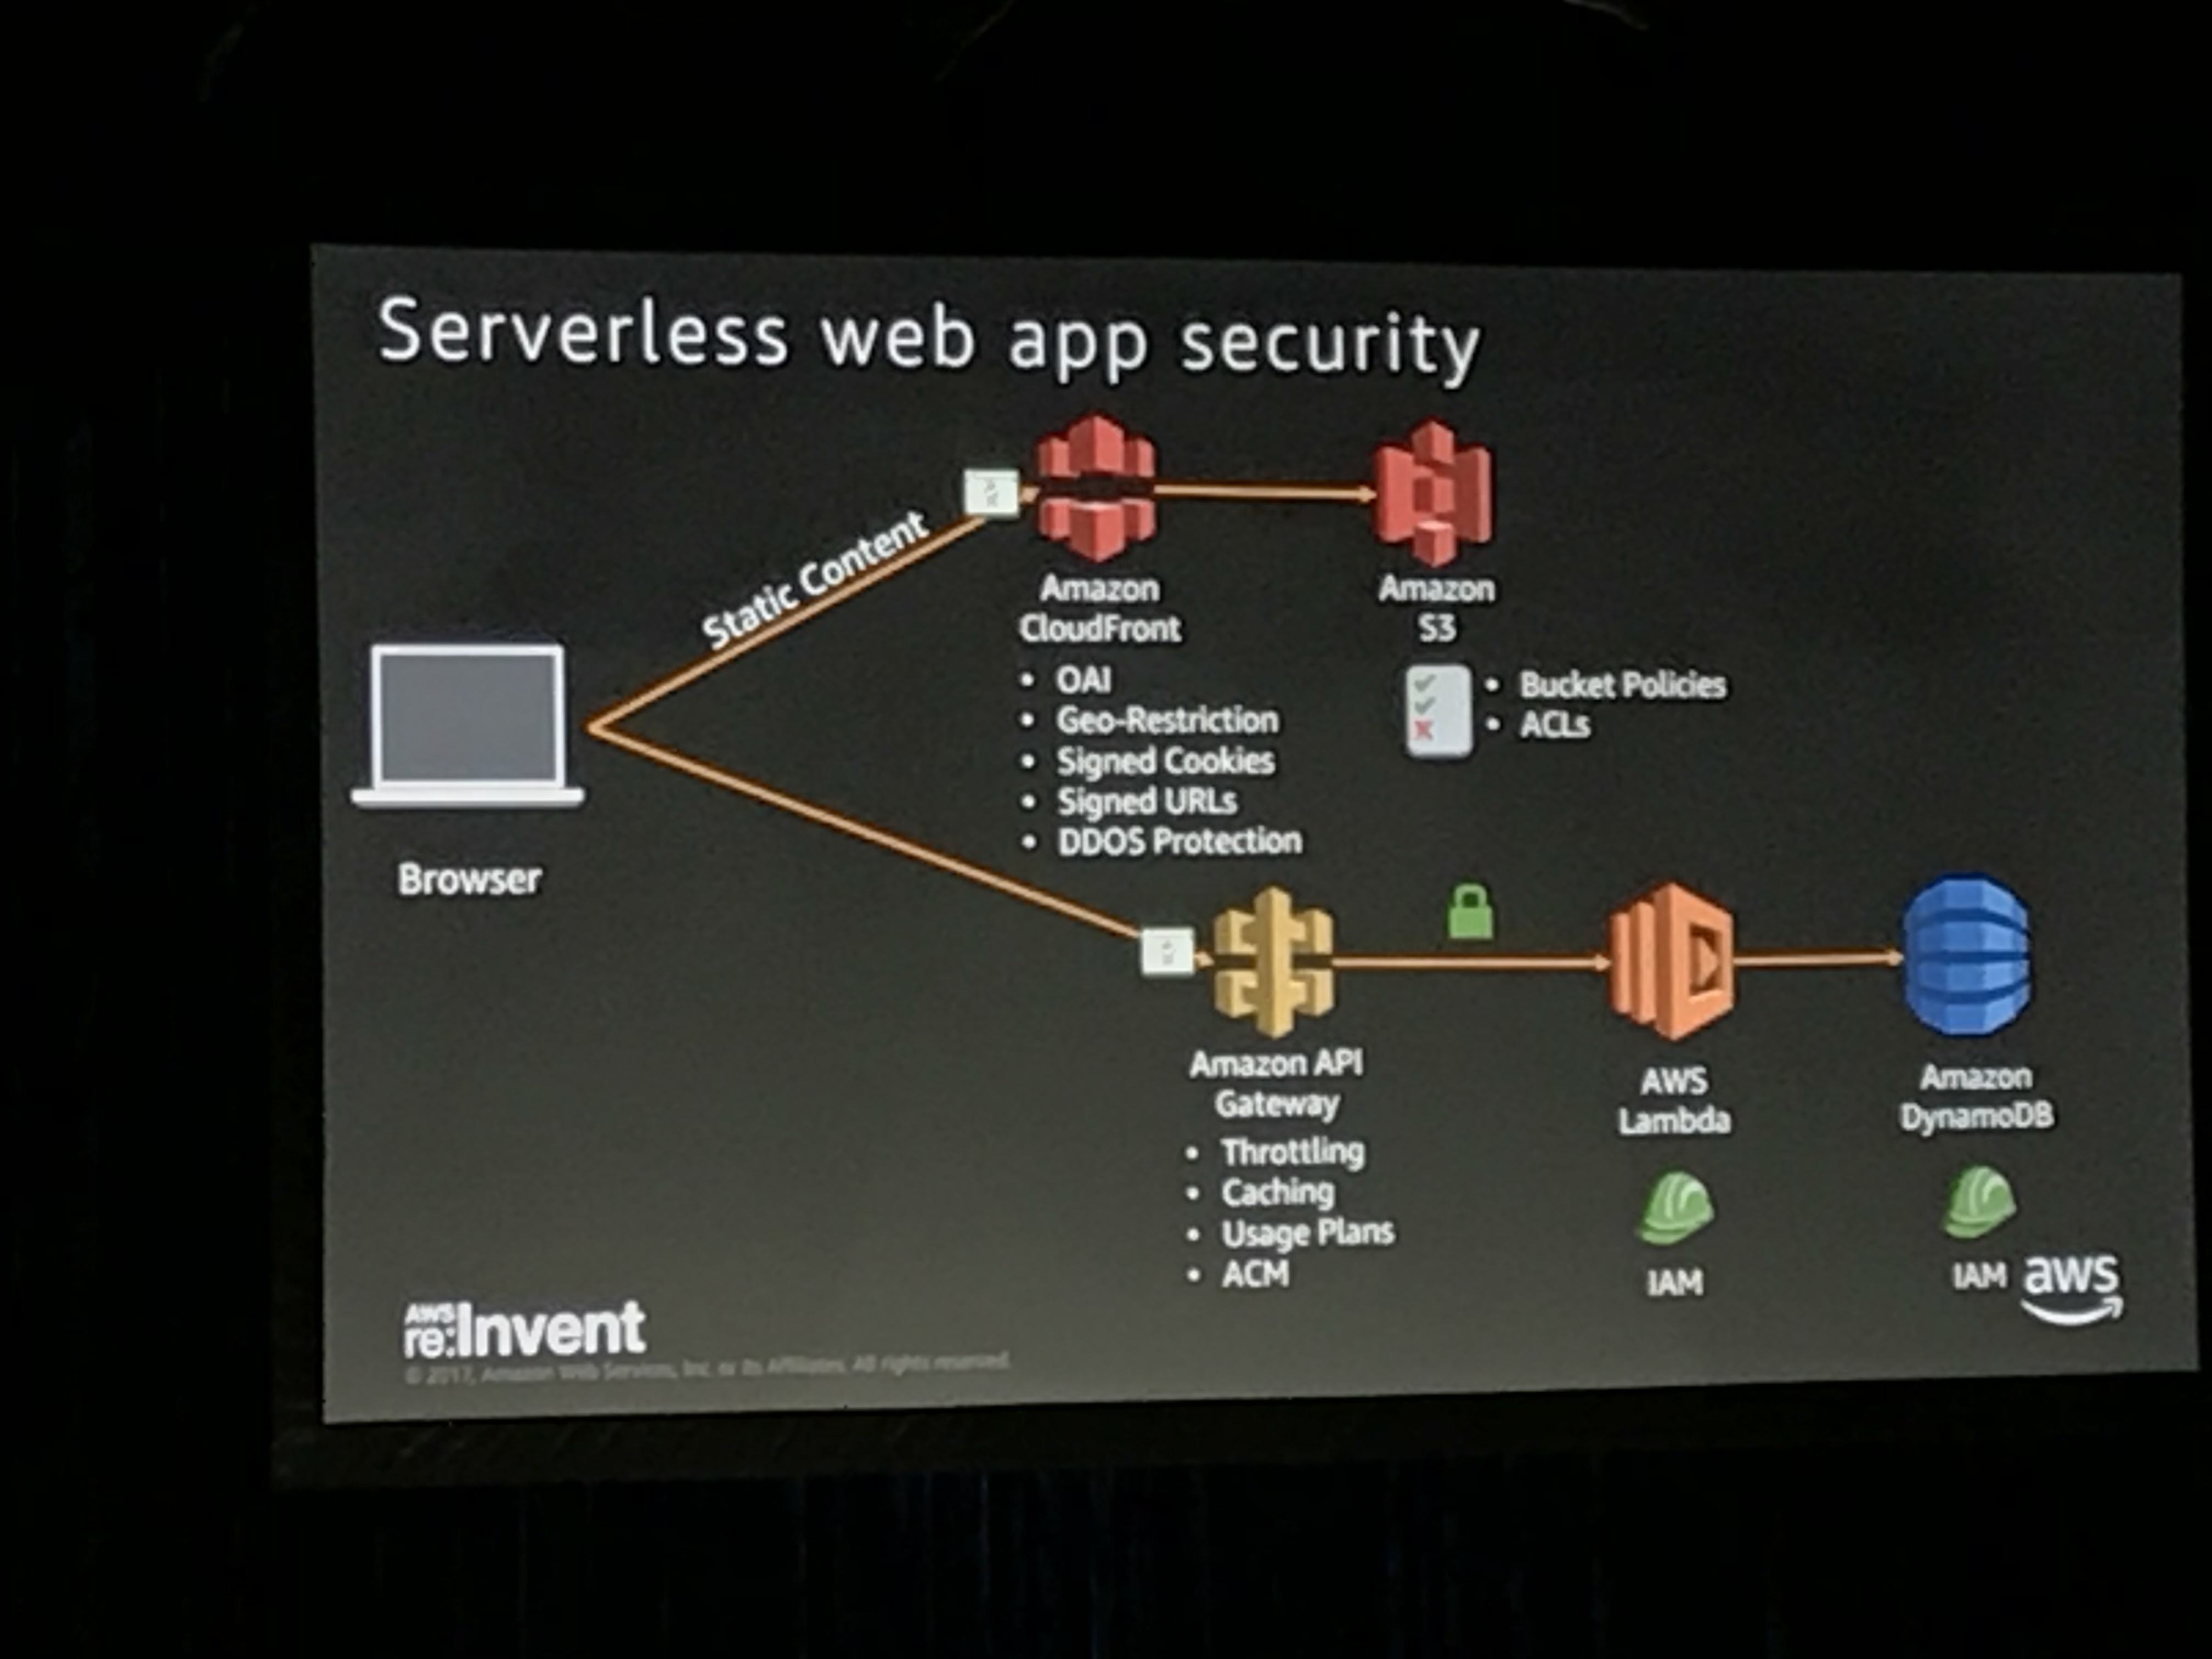 Serverless web app security
Static Content
Browser
Amazon
CloudFront
• OAI
• Geo-Restriction
• Signed Cookies
• Signed URLs
• DDOS Protection
Amazon
S3
• Bucket Policies
• ACLs
Amazon API
Gateway
• Throttling
• Caching
• Usage Plans
• ACM
AWS
Lambda
IAM
Amazon
DynamoDB
IAM
aws
AWS
re:Invent
© 2017, Amazon Web Services, Inc. or its Affiliates. All rights reserved.